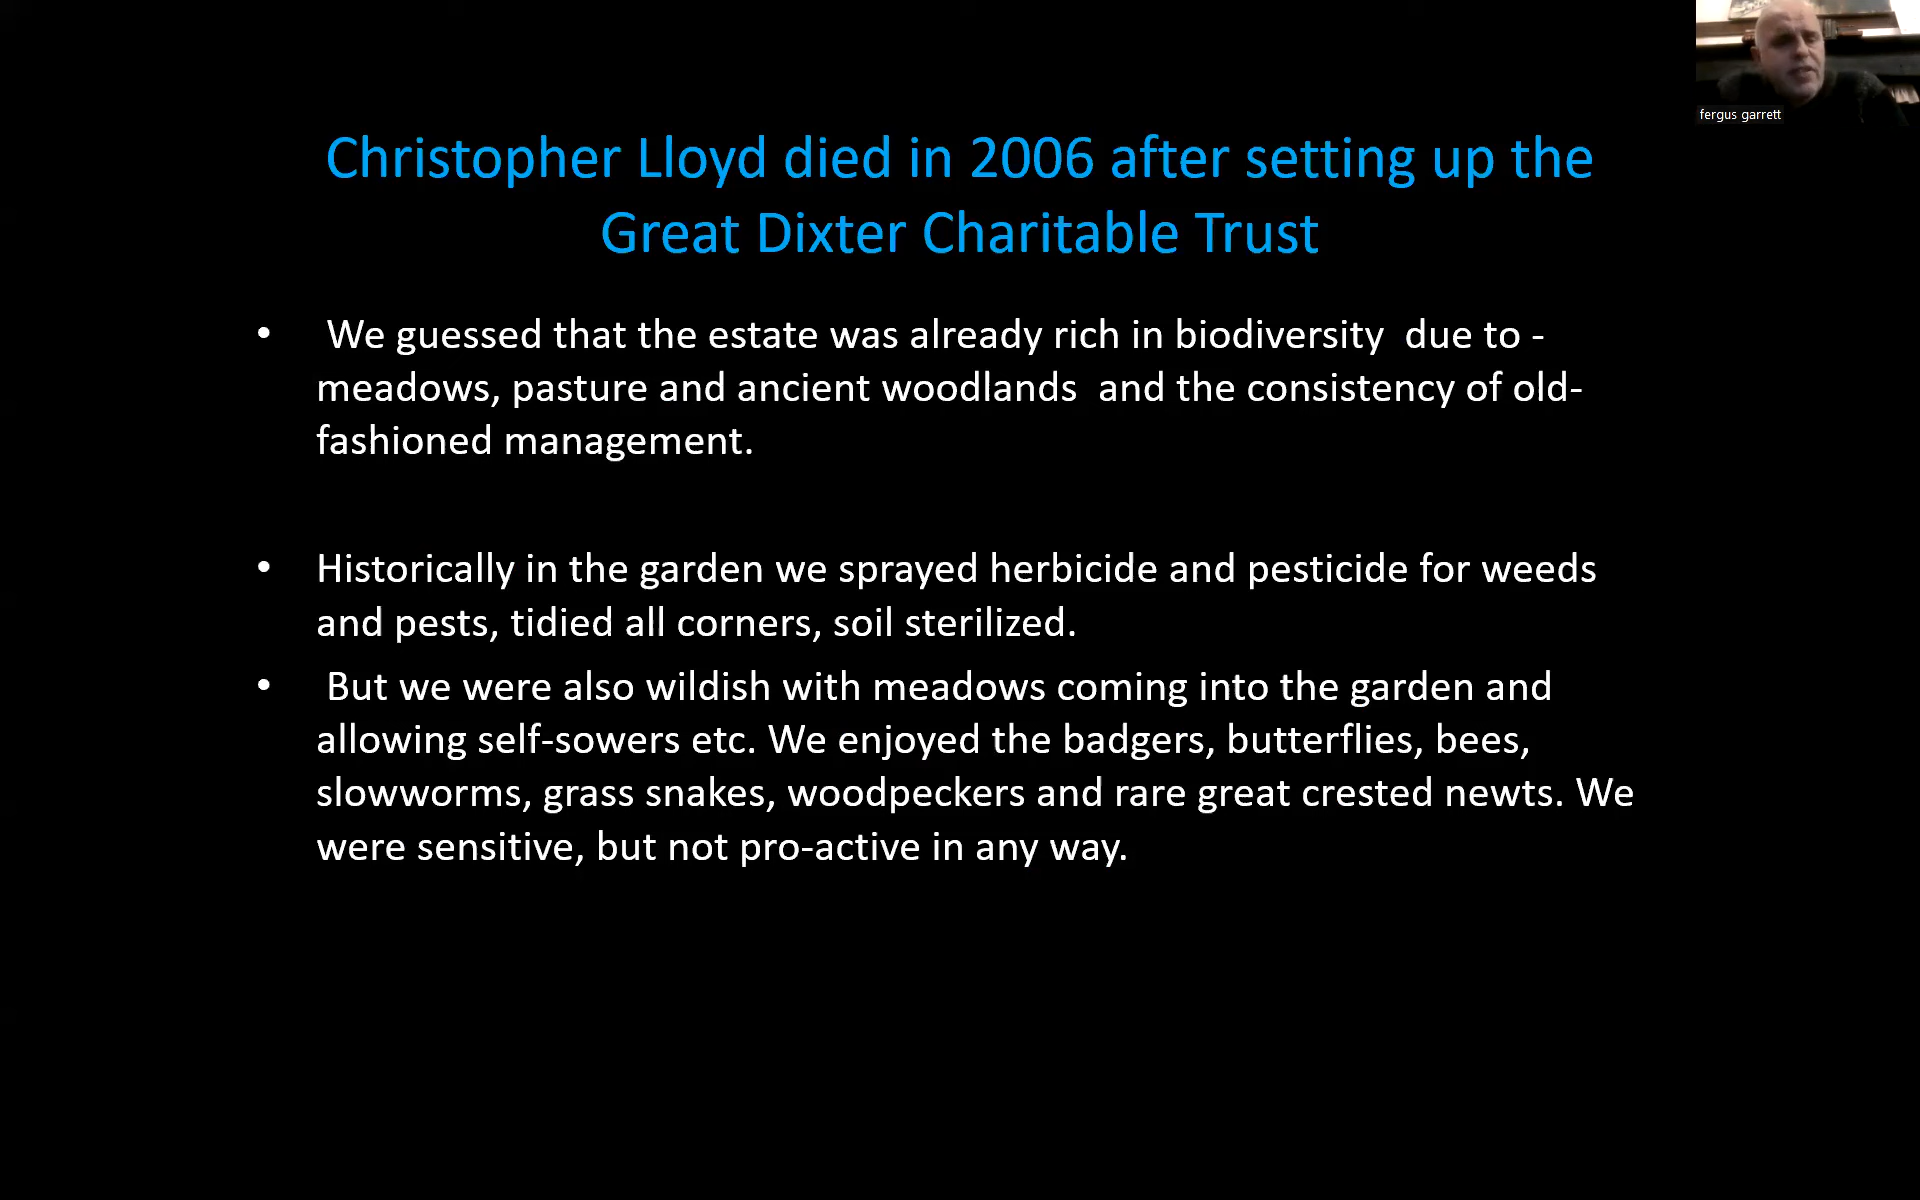 fergus garrett
Christopher Lloyd died in 2006 after setting up the
Great Dixter Charitable Trust
• We guessed that the estate was already rich in biodiversity due to -
meadows, pasture and ancient woodlands and the consistency of old-
fashioned management.
• Historically in the garden we sprayed herbicide and pesticide for weeds
and pests, tidied all corners, soil sterilized.
• But we were also wildish with meadows coming into the garden and
allowing self-sowers etc. We enjoyed the badgers, butterflies, bees,
slowworms, grass snakes, woodpeckers and rare great crested newts. We
were sensitive, but not pro-active in any way.